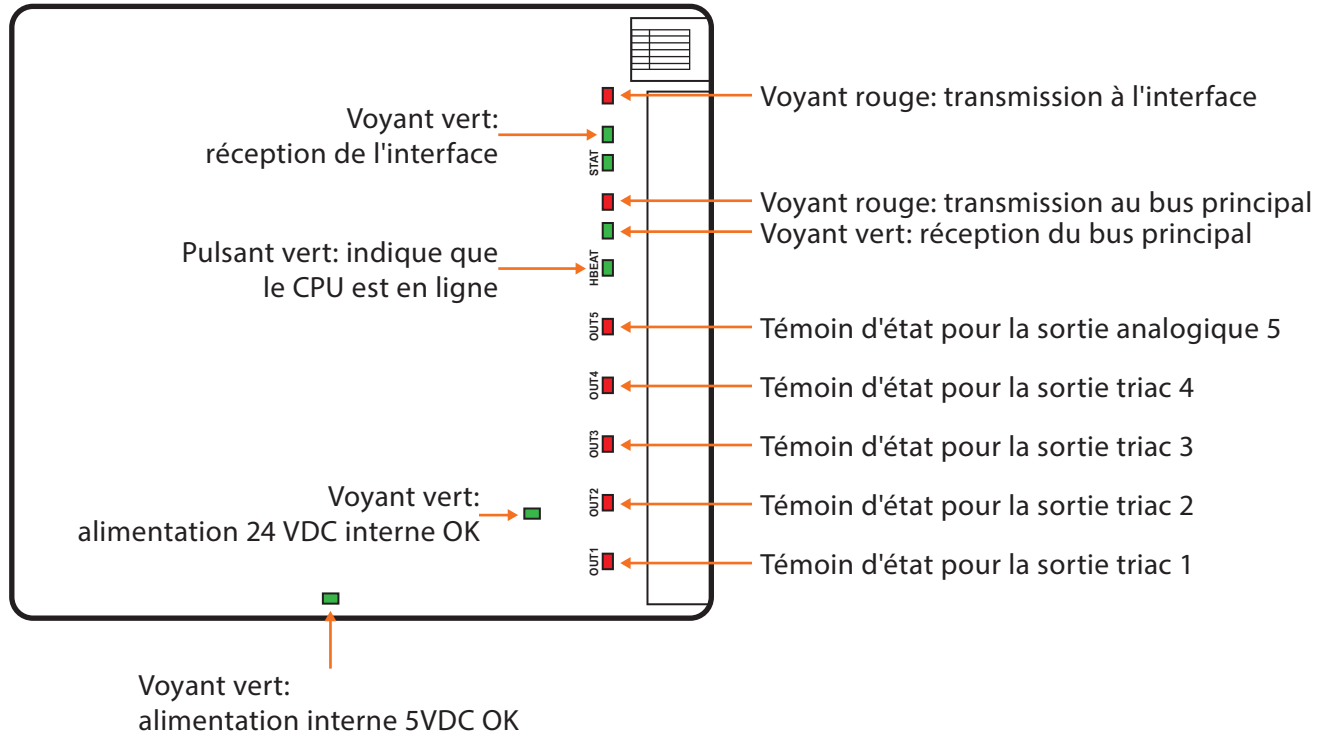 Voyant rouge: transmission à l'interface
Voyant vert:
réception de l'interface
STAT
Voyant rouge: transmission au bus principal
Voyant vert: réception du bus principal
Pulsant vert: indique que
le CPU est en ligne
HBEAT
OUT5
Témoin d'état pour la sortie analogique 5
OUT4
Témoin d'état pour la sortie triac 4
OUT3
Témoin d'état pour la sortie triac 3
Voyant vert:
alimentation 24 VDC interne OK
OUT2
Témoin d'état pour la sortie triac 2
OUT1
Témoin d'état pour la sortie triac 1
Voyant vert:
alimentation interne 5VDC OK